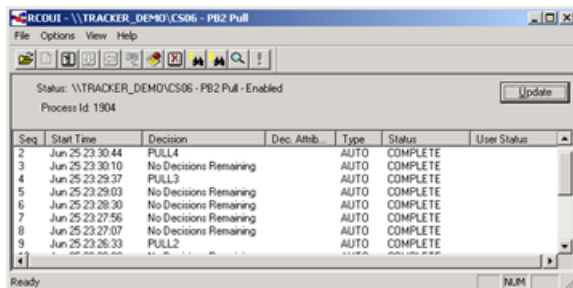 RCOUI - \\TRACKER_DEMO\CS06 - PB2 Pull
File Options View Help
Status: \\TRACKER_DEMO\CS06 - PB2 Pull - Enabled
Update
Process Id: 1904
Seq Start Time Decision Dec. Attrib... Type Status User Status
2 Jun 25 23:30:44 PULL4 AUTO COMPLETE
3 Jun 25 23:30:10 No Decisions Remaining AUTO COMPLETE
4 Jun 25 23:29:37 PULL3 AUTO COMPLETE
5 Jun 25 23:29:03 No Decisions Remaining AUTO COMPLETE
6 Jun 25 23:28:30 No Decisions Remaining AUTO COMPLETE
7 Jun 25 23:27:56 No Decisions Remaining AUTO COMPLETE
8 Jun 25 23:27:07 No Decisions Remaining AUTO COMPLETE
9 Jun 25 23:26:33 PULL2 AUTO COMPLETE
Ready NUM